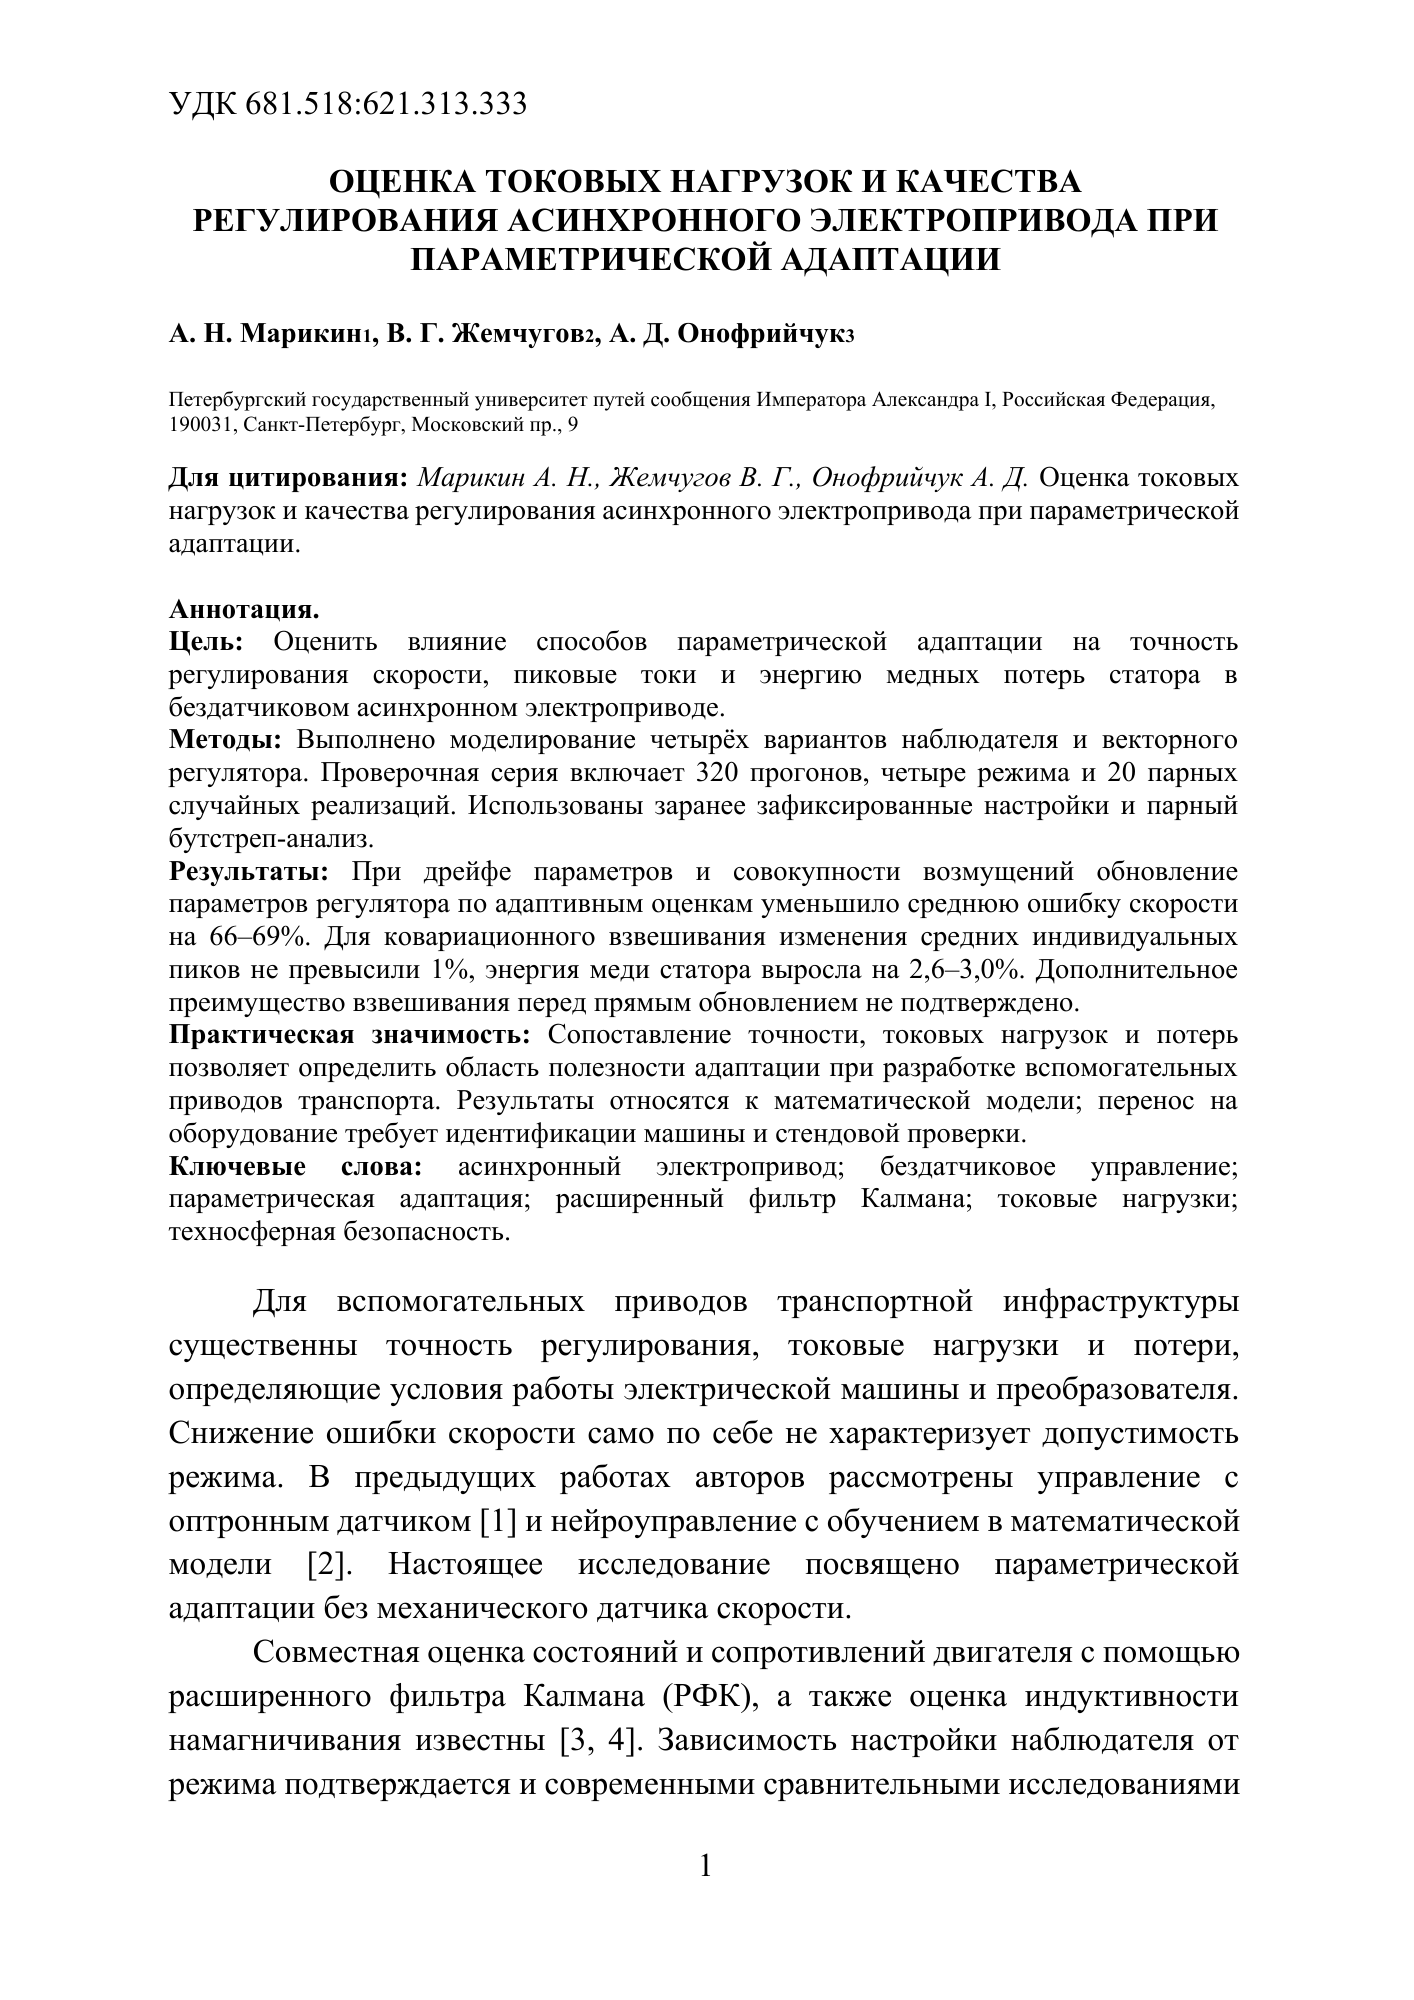 УДК 681.518:621.313.333
ОЦЕНКА ТОКОВЫХ НАГРУЗОК И КАЧЕСТВА
РЕГУЛИРОВАНИЯ АСИНХРОННОГО ЭЛЕКТРОПРИВОДА ПРИ
ПАРАМЕТРИЧЕСКОЙ АДАПТАЦИИ
А. Н. Марикин1, В. Г. Жемчугов2, А. Д. Онофрийчук3
Петербургский государственный университет путей сообщения Императора Александра I, Российская Федерация,
190031, Санкт-Петербург, Московский пр., 9
Для цитирования: Марикин А. Н., Жемчугов В. Г., Онофрийчук А. Д. Оценка токовых
нагрузок и качества регулирования асинхронного электропривода при параметрической
адаптации.
Аннотация.
Цель: Оценить влияние способов параметрической адаптации на точность
регулирования скорости, пиковые токи и энергию медных потерь статора в
бездатчиковом асинхронном электроприводе.
Методы: Выполнено моделирование четырёх вариантов наблюдателя и векторного
регулятора. Проверочная серия включает 320 прогонов, четыре режима и 20 парных
случайных реализаций. Использованы заранее зафиксированные настройки и парный
бутстреп-анализ.
Результаты: При дрейфе параметров и совокупности возмущений обновление
параметров регулятора по адаптивным оценкам уменьшило среднюю ошибку скорости
на 66–69%. Для ковариационного взвешивания изменения средних индивидуальных
пиков не превысили 1%, энергия меди статора выросла на 2,6–3,0%. Дополнительное
преимущество взвешивания перед прямым обновлением не подтверждено.
Практическая значимость: Сопоставление точности, токовых нагрузок и потерь
позволяет определить область полезности адаптации при разработке вспомогательных
приводов транспорта. Результаты относятся к математической модели; перенос на
оборудование требует идентификации машины и стендовой проверки.
Ключевые слова: асинхронный электропривод; бездатчиковое управление;
параметрическая адаптация; расширенный фильтр Калмана; токовые нагрузки;
техносферная безопасность.
Для вспомогательных приводов транспортной инфраструктуры
существенны точность регулирования, токовые нагрузки и потери,
определяющие условия работы электрической машины и преобразователя.
Снижение ошибки скорости само по себе не характеризует допустимость
режима. В предыдущих работах авторов рассмотрены управление с
оптронным датчиком [1] и нейроуправление с обучением в математической
модели [2]. Настоящее исследование посвящено параметрической
адаптации без механического датчика скорости.
Совместная оценка состояний и сопротивлений двигателя с помощью
расширенного фильтра Калмана (РФК), а также оценка индуктивности
намагничивания известны [3, 4]. Зависимость настройки наблюдателя от
режима подтверждается и современными сравнительными исследованиями
1